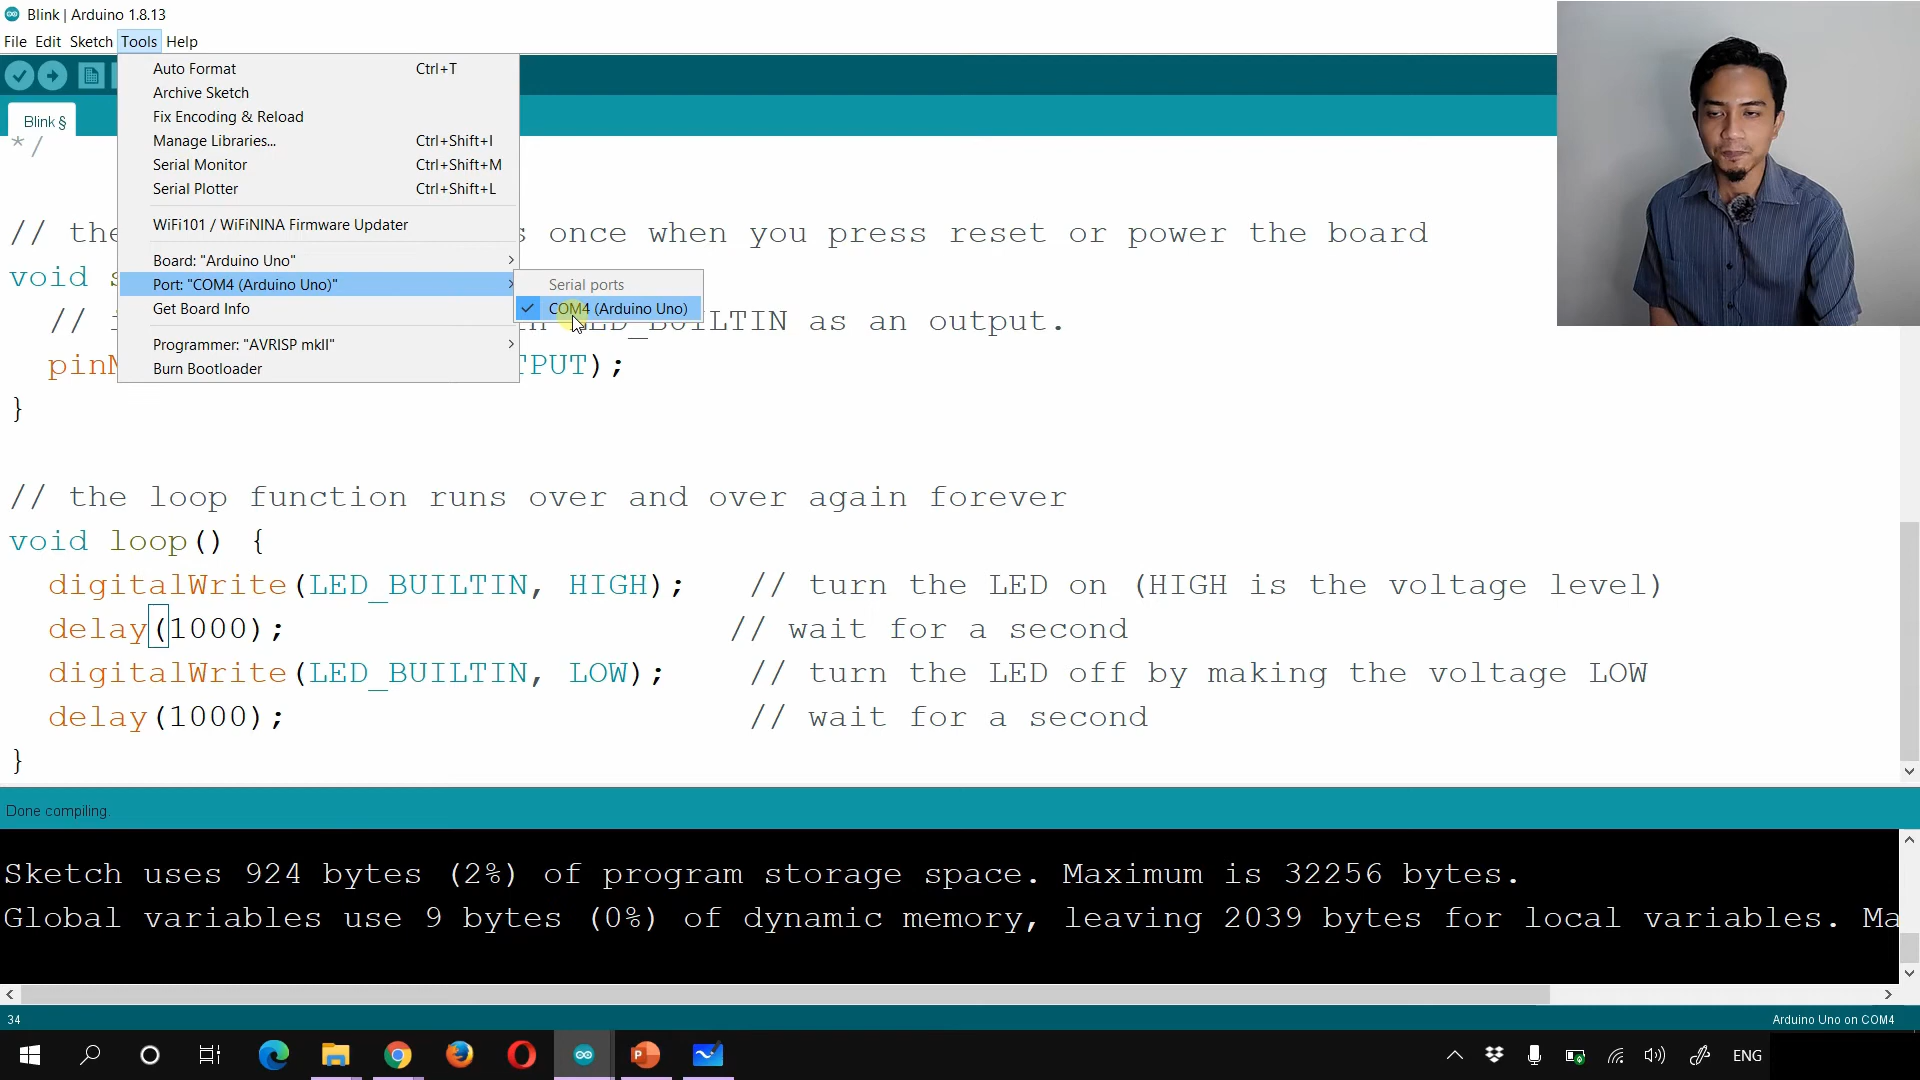 Blink | Arduino 1.8.13
File Edit Sketch Tools Help
Auto Format Ctrl+T
Archive Sketch
Fix Encoding & Reload
Manage Libraries... Ctrl+Shift+I
Serial Monitor Ctrl+Shift+M
Serial Plotter Ctrl+Shift+L
WiFi101 / WiFiNINA Firmware Updater
Board: "Arduino Uno"
Port: "COM4 (Arduino Uno)"
Get Board Info
Programmer: "AVRISP mkII"
Burn Bootloader
Serial ports
COM4 (Arduino Uno)
Blink §
*/
// the s once when you press reset or power the board
void s
// LED_BUILTIN as an output.
pinM TPUT);
}
// the loop function runs over and over again forever
void loop() {
digitalWrite(LED_BUILTIN, HIGH); // turn the LED on (HIGH is the voltage level)
delay(1000); // wait for a second
digitalWrite(LED_BUILTIN, LOW); // turn the LED off by making the voltage LOW
delay(1000); // wait for a second
}
Done compiling.
Sketch uses 924 bytes (2%) of program storage space. Maximum is 32256 bytes.
Global variables use 9 bytes (0%) of dynamic memory, leaving 2039 bytes for local variables. Ma
34
Arduino Uno on COM4
ENG